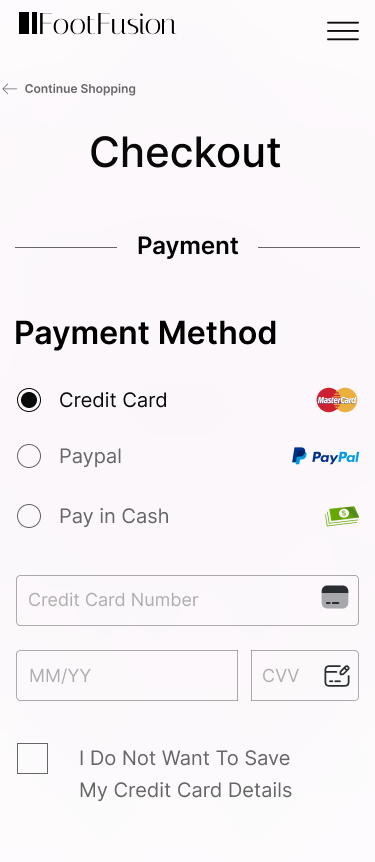 FootFusion
Continue Shopping
Checkout
Payment
Payment Method
Credit Card
MasterCard
Paypal
PayPal
Pay in Cash
$
Credit Card Number
MM/YY
CVV
I Do Not Want To Save
My Credit Card Details